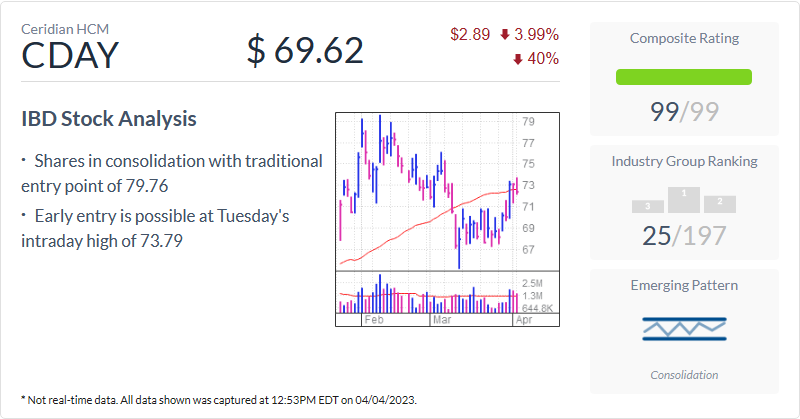 Ceridian HCM
CDAY
$ 69.62
$2.89 3.99%
40%
IBD Stock Analysis
· Shares in consolidation with traditional
entry point of 79.76
· Early entry is possible at Tuesday's
intraday high of 73.79
79
77
75
73
71
69
67
2.5M
1.3M
644.8K
Feb Mar Apr
Composite Rating
99/99
Industry Group Ranking
3 1 2
25/197
Emerging Pattern
Consolidation
* Not real-time data. All data shown was captured at 12:53PM EDT on 04/04/2023.